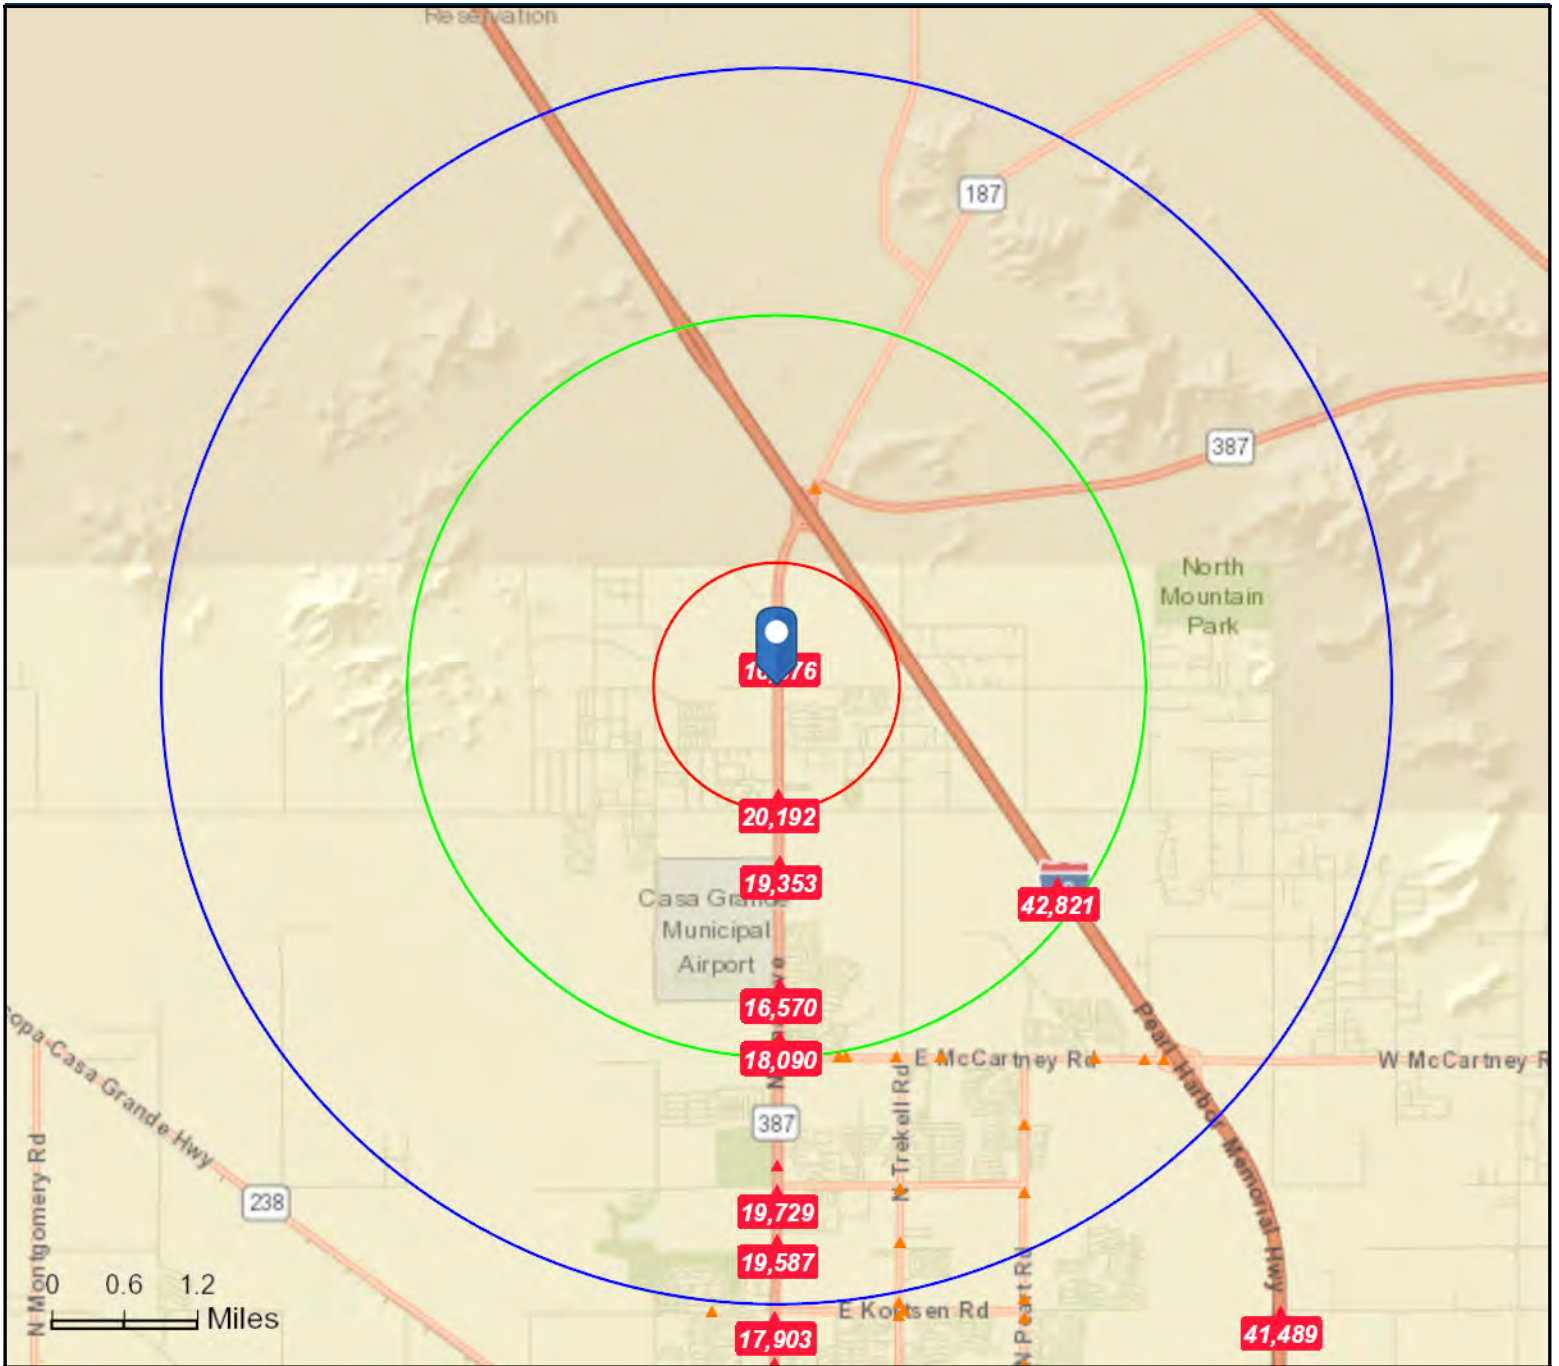 Reservation
187
387
North
Mountain
Park
20,192
19,353
Casa Grande
Municipal
Airport
42,821
16,570
18,090
E McCartney Rd
W McCartney R
Pearl Harbor Memorial Hwy
opa-Casa Grande Hwy
N Trekell Rd
387
238
N Montgomery Rd
19,729
19,587
0 0.6 1.2
Miles
E Kortsen Rd
N Peart Rd
17,903
41,489